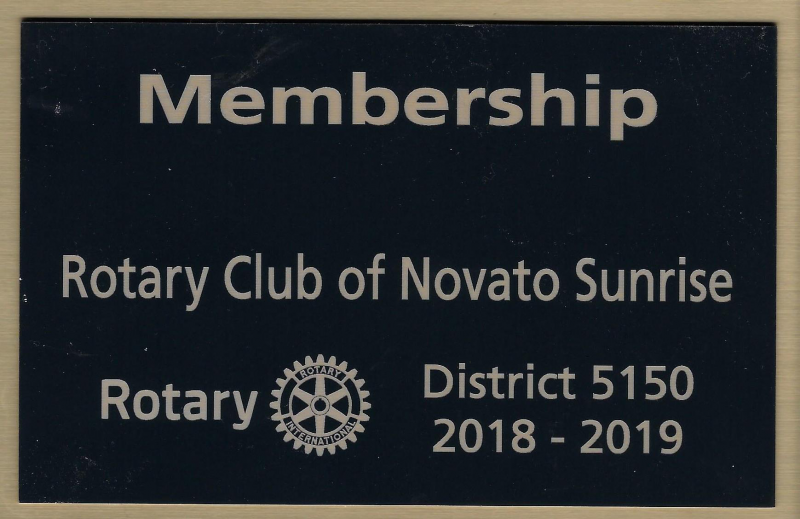 Membership
Rotary Club of Novato Sunrise
Rotary
ROTARY
INTERNATIONAL
District 5150
2018 - 2019